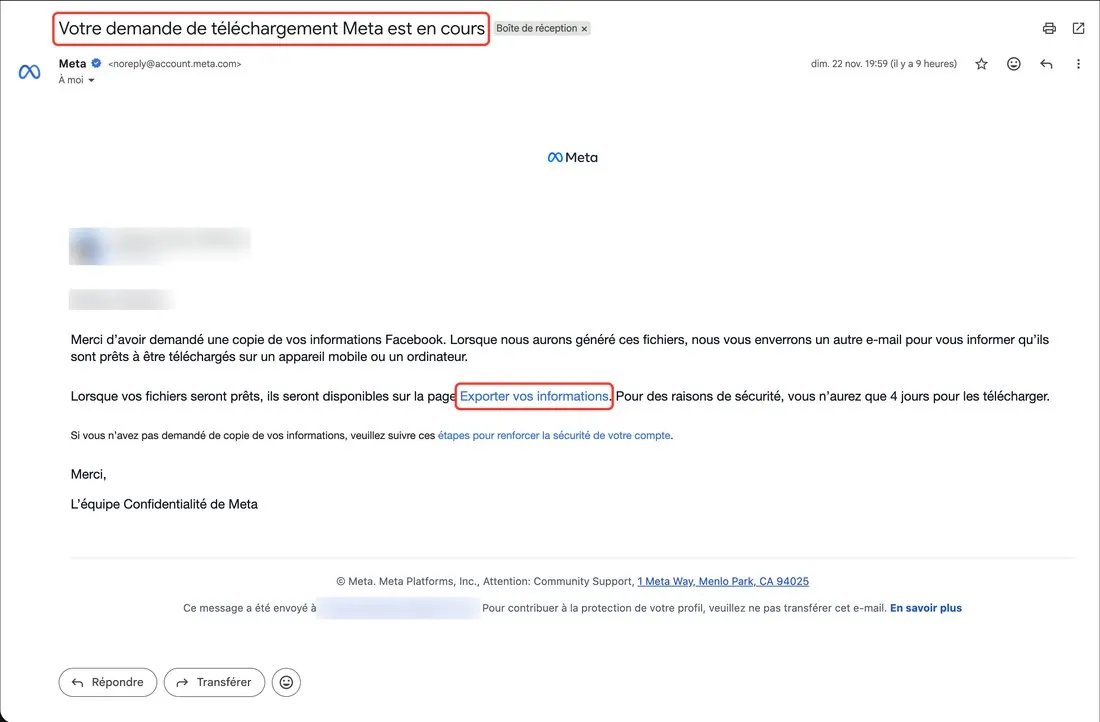 Votre demande de téléchargement Meta est en cours Boîte de réception ×
Meta <noreply@account.meta.com> dim. 22 nov. 19:59 (il y a 9 heures)
À moi
Meta
Merci d’avoir demandé une copie de vos informations Facebook. Lorsque nous aurons généré ces fichiers, nous vous enverrons un autre e-mail pour vous informer qu’ils
sont prêts à être téléchargés sur un appareil mobile ou un ordinateur.
Lorsque vos fichiers seront prêts, ils seront disponibles sur la page Exporter vos informations. Pour des raisons de sécurité, vous n’aurez que 4 jours pour les télécharger.
Si vous n’avez pas demandé de copie de vos informations, veuillez suivre ces étapes pour renforcer la sécurité de votre compte.
Merci,
L’équipe Confidentialité de Meta
© Meta. Meta Platforms, Inc., Attention: Community Support, 1 Meta Way, Menlo Park, CA 94025
Ce message a été envoyé à Pour contribuer à la protection de votre profil, veuillez ne pas transférer cet e-mail. En savoir plus
Répondre Transférer